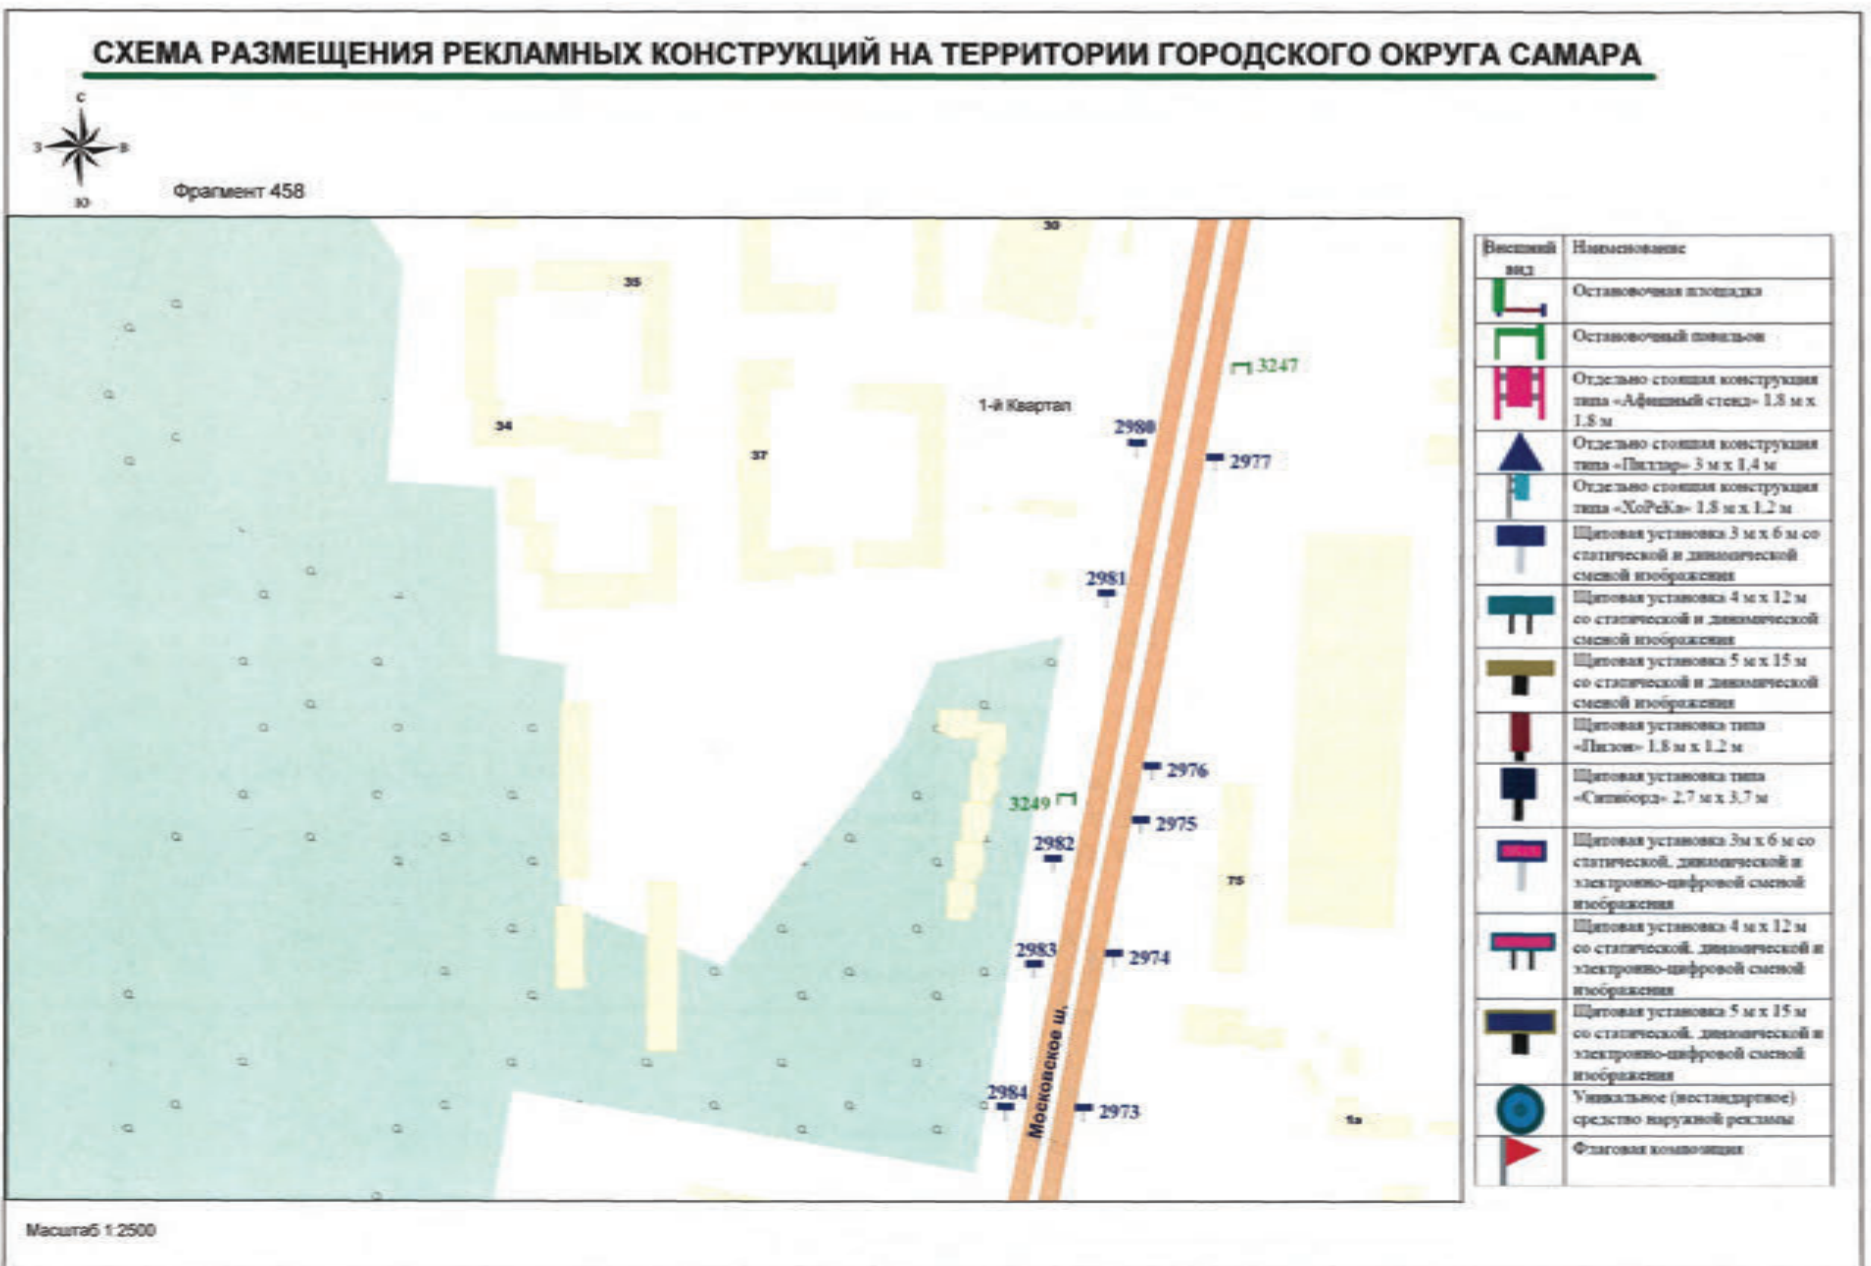 СХЕМА РАЗМЕЩЕНИЯ РЕКЛАМНЫХ КОНСТРУКЦИЙ НА ТЕРРИТОРИИ ГОРОДСКОГО ОКРУГА САМАРА
С
З В
Ю
Фрагмент 458
30
35
3247
1-й Квартал
34
2980
37
2977
2981
2976
3249
2975
2982
75
2983
2974
Московское ш.
2984
2973
1а
Внешний вид
Наименование
Остановочная площадка
Остановочный павильон
Отдельно стоящая конструкция
типа «Афишный стенд» 1,8 м х
1,8 м
Отдельно стоящая конструкция
типа «Пиллар» 3 м х 1,4 м
Отдельно стоящая конструкция
типа «ХоРеКа» 1,8 м х 1,2 м
Щитовая установка 3 м х 6 м со
статической и динамической
сменой изображения
Щитовая установка 4 м х 12 м
со статической и динамической
сменой изображения
Щитовая установка 5 м х 15 м
со статической и динамической
сменой изображения
Щитовая установка типа
«Пилон» 1,8 м х 1,2 м
Щитовая установка типа
«Ситиборд» 2,7 м х 3,7 м
Щитовая установка 3м х 6 м со
статической, динамической и
электронно-цифровой сменой
изображения
Щитовая установка 4 м х 12 м
со статической, динамической и
электронно-цифровой сменой
изображения
Щитовая установка 5 м х 15 м
со статической, динамической и
электронно-цифровой сменой
изображения
Уникальное (нестандартное)
средство наружной рекламы
Флаговая композиция
Масштаб 1:2500